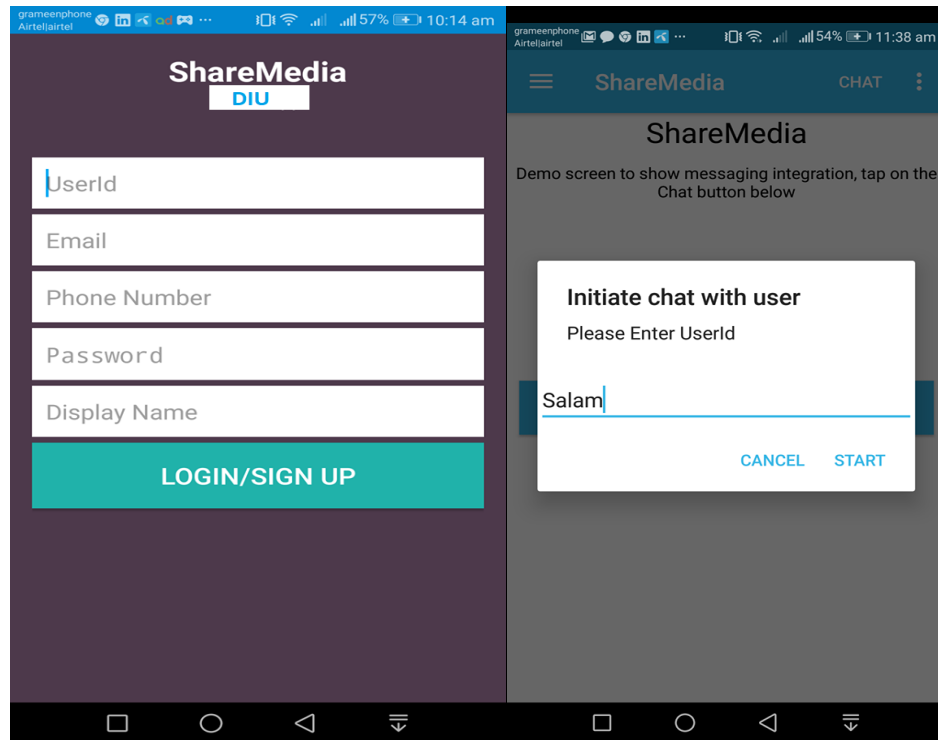 grameenphone
Airtel|airtel
57% 10:14 am
ShareMedia
DIU
UserId
Email
Phone Number
Password
Display Name
LOGIN/SIGN UP
grameenphone
Airtel|airtel
54% 11:38 am
ShareMedia CHAT
ShareMedia
Demo screen to show messaging integration, tap on the
Chat button below
Initiate chat with user
Please Enter UserId
Salam
CANCEL START